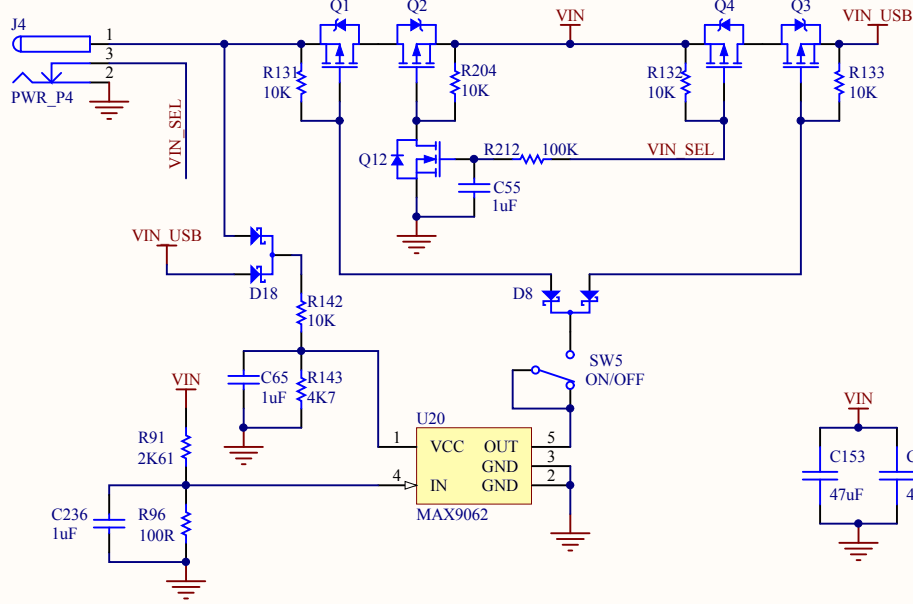 Q1
Q2
VIN
Q4
Q3
VIN_USB
J4
1
3
2
PWR_P4
VIN_SEL
R131
10K
R204
10K
R132
10K
R133
10K
Q12
R212
100K
VIN_SEL
C55
1uF
VIN_USB
D18
R142
10K
D8
SW5
ON/OFF
C65
1uF
R143
4K7
VIN
R91
2K61
C236
1uF
R96
100R
U20
1
VCC
OUT
5
GND
3
4
IN
GND
2
MAX9062
VIN
C153
47uF
C
4